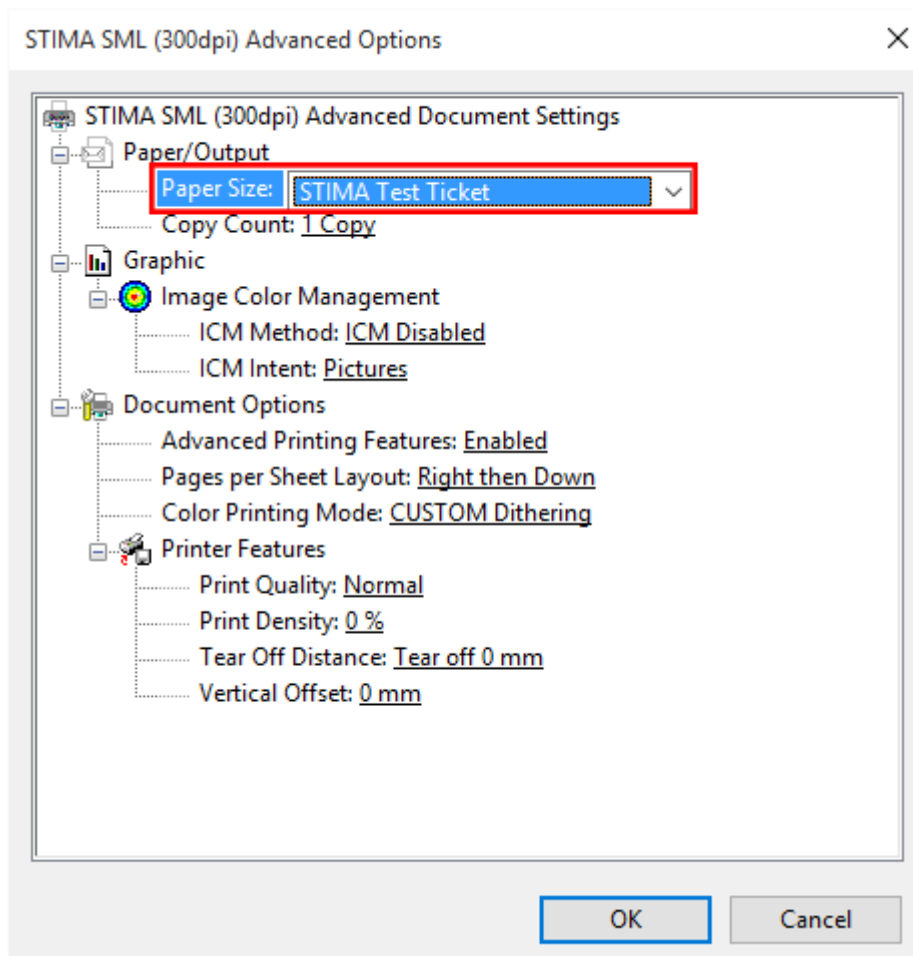 STIMA SML (300dpi) Advanced Options
STIMA SML (300dpi) Advanced Document Settings
Paper/Output
Paper Size: STIMA Test Ticket
Copy Count: 1 Copy
Graphic
Image Color Management
ICM Method: ICM Disabled
ICM Intent: Pictures
Document Options
Advanced Printing Features: Enabled
Pages per Sheet Layout: Right then Down
Color Printing Mode: CUSTOM Dithering
Printer Features
Print Quality: Normal
Print Density: 0 %
Tear Off Distance: Tear off 0 mm
Vertical Offset: 0 mm
OK Cancel